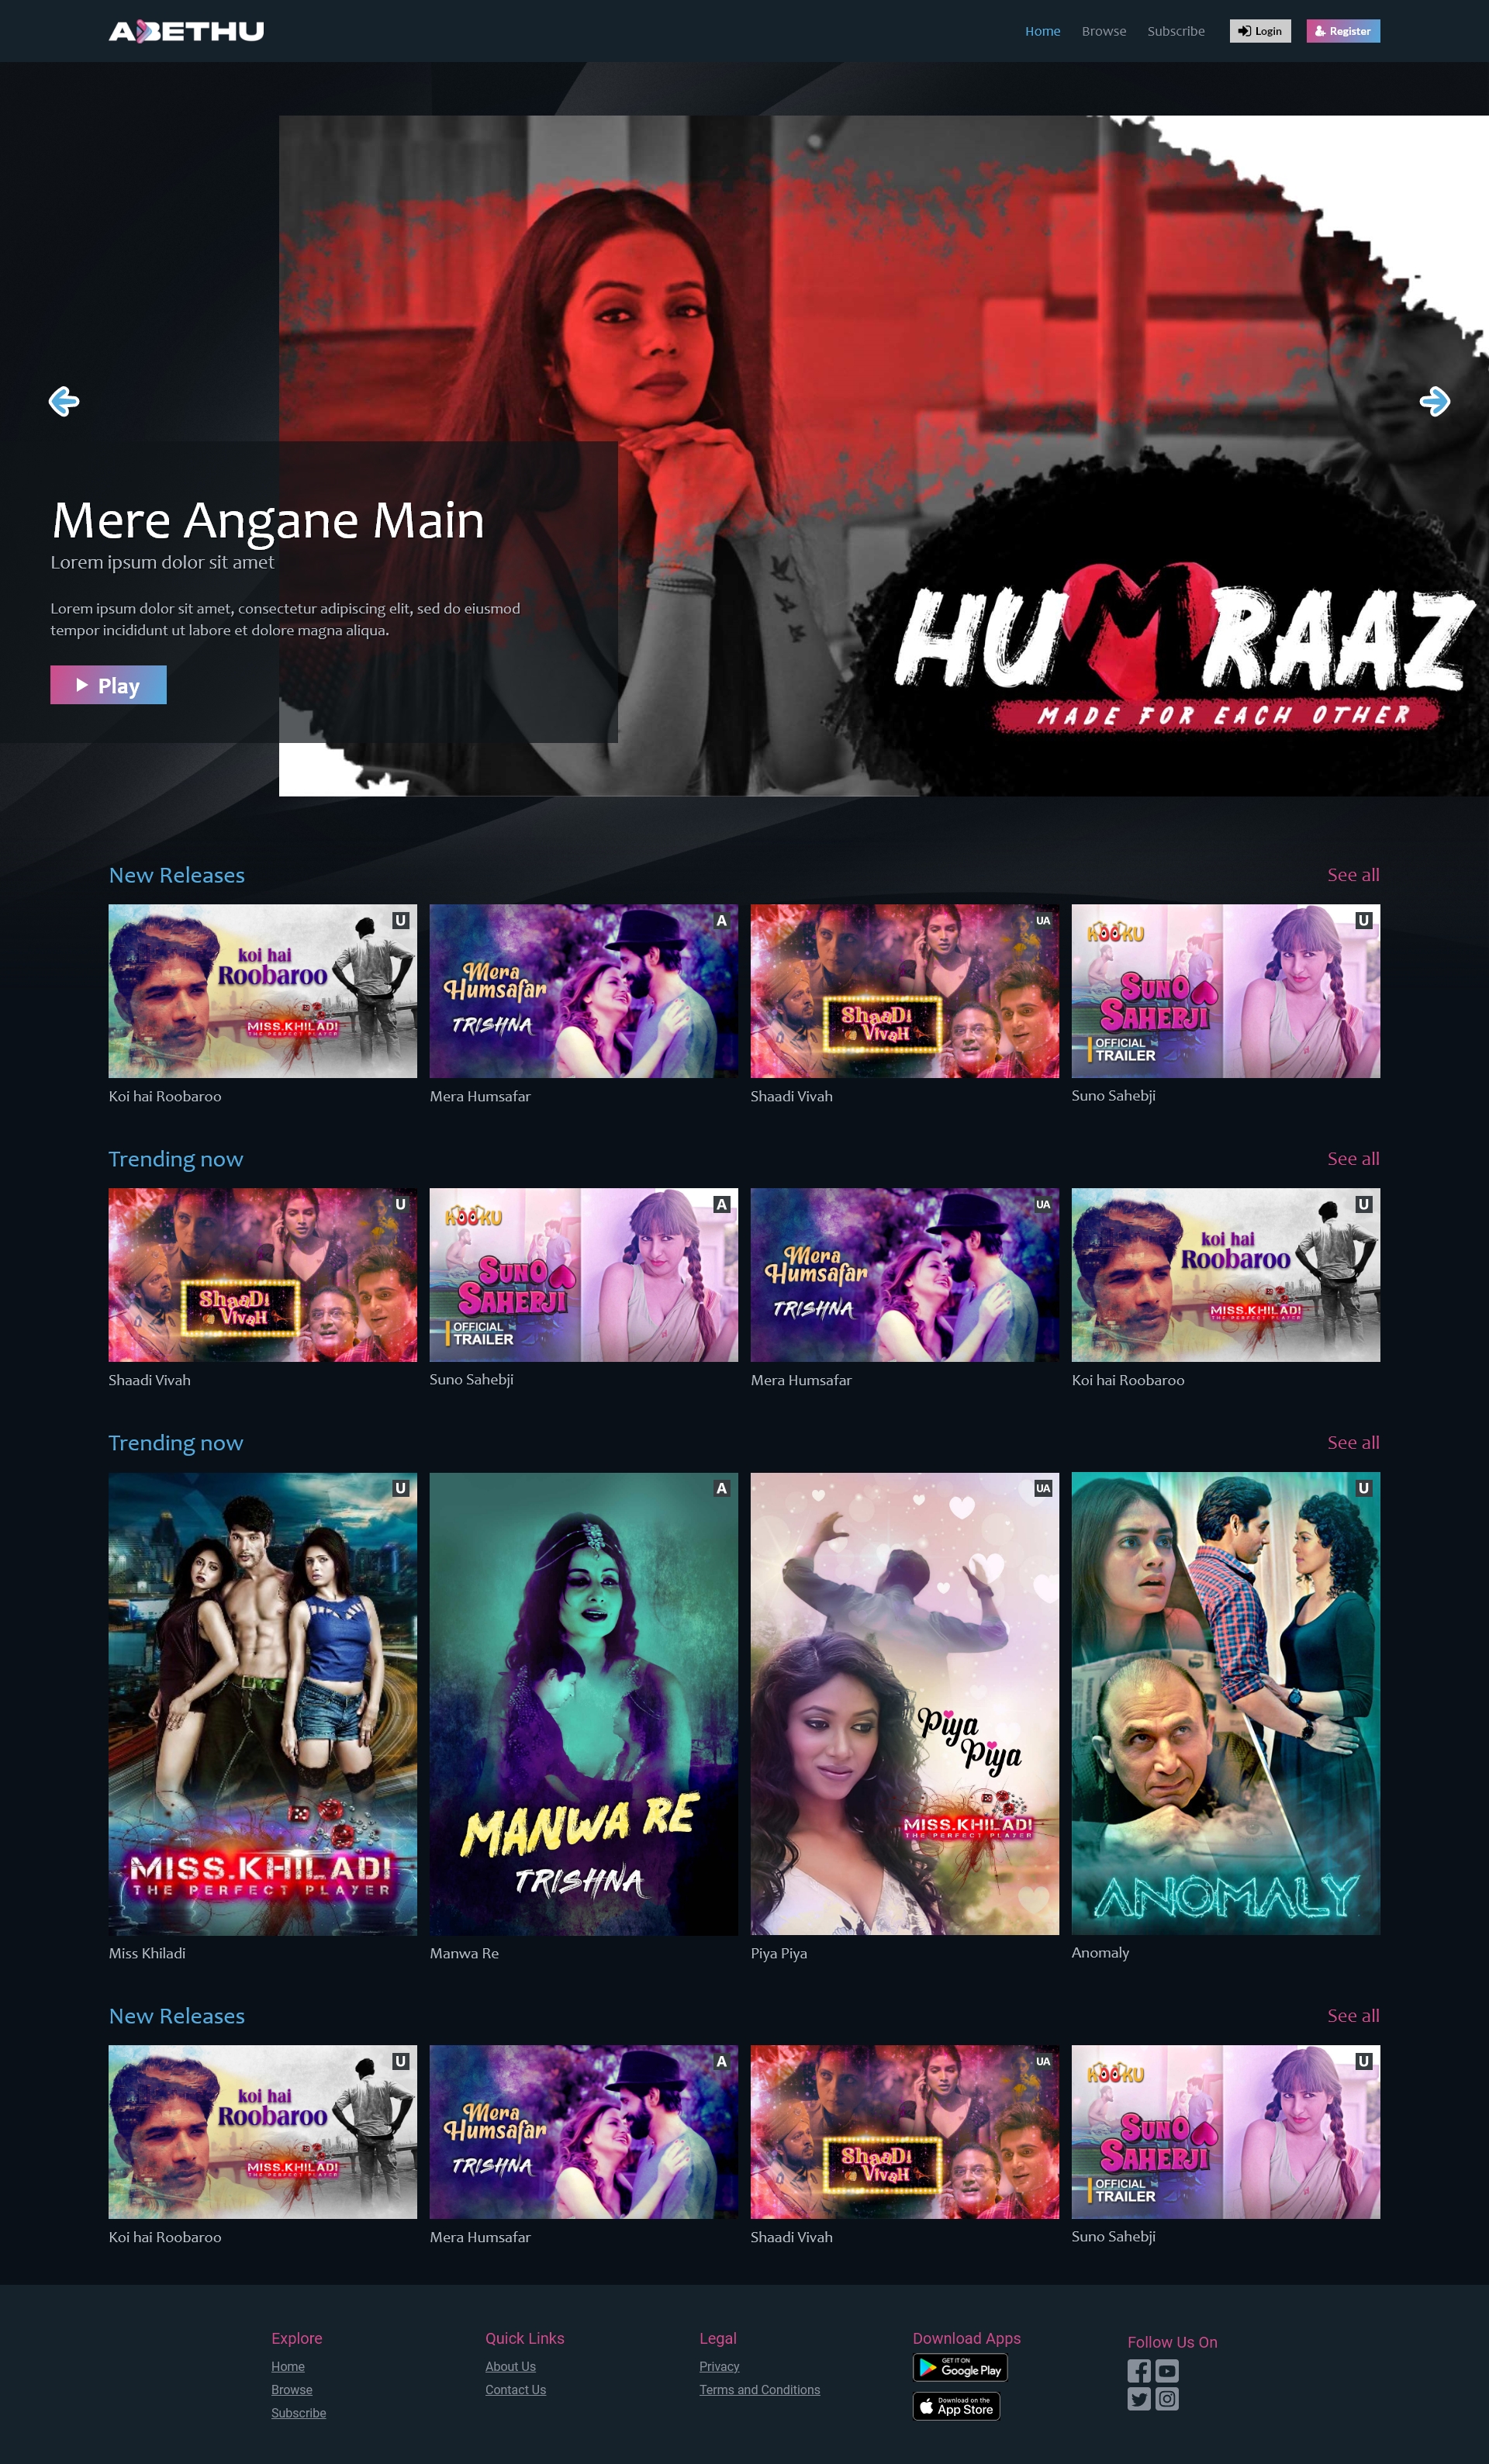 ABETHU
Home Browse Subscribe Login Register
HUMRAAZ
MADE FOR EACH OTHER
Mere Angane Main
Lorem ipsum dolor sit amet
Lorem ipsum dolor sit amet, consectetur adipiscing elit, sed do eiusmod
tempor incididunt ut labore et dolore magna aliqua.
Play
New Releases See all
U
koi hai
Roobaroo
MISS.KHILADI
THE PERFECT PLAYER
Koi hai Roobaroo
A
Mera
Humsafar
TRISHNA
Mera Humsafar
UA
SHAADI
VIVAH
Shaadi Vivah
U
KOOKU
SUNO
SAHEBJI
OFFICIAL
TRAILER
Suno Sahebji
Trending now See all
U
SHAADI
VIVAH
Shaadi Vivah
A
KOOKU
SUNO
SAHEBJI
OFFICIAL
TRAILER
Suno Sahebji
UA
Mera
Humsafar
TRISHNA
Mera Humsafar
U
koi hai
Roobaroo
MISS.KHILADI
THE PERFECT PLAYER
Koi hai Roobaroo
Trending now See all
U
MISS.KHILADI
THE PERFECT PLAYER
Miss Khiladi
A
MANWA RE
TRISHNA
Manwa Re
UA
Piya
Piya
MISS.KHILADI
THE PERFECT PLAYER
Piya Piya
U
ANOMALY
Anomaly
New Releases See all
U
koi hai
Roobaroo
MISS.KHILADI
THE PERFECT PLAYER
Koi hai Roobaroo
A
Mera
Humsafar
TRISHNA
Mera Humsafar
UA
SHAADI
VIVAH
Shaadi Vivah
U
KOOKU
SUNO
SAHEBJI
OFFICIAL
TRAILER
Suno Sahebji
Explore
Home
Browse
Subscribe
Quick Links
About Us
Contact Us
Legal
Privacy
Terms and Conditions
Download Apps
GET IT ON
Google Play
Download on the
App Store
Follow Us On